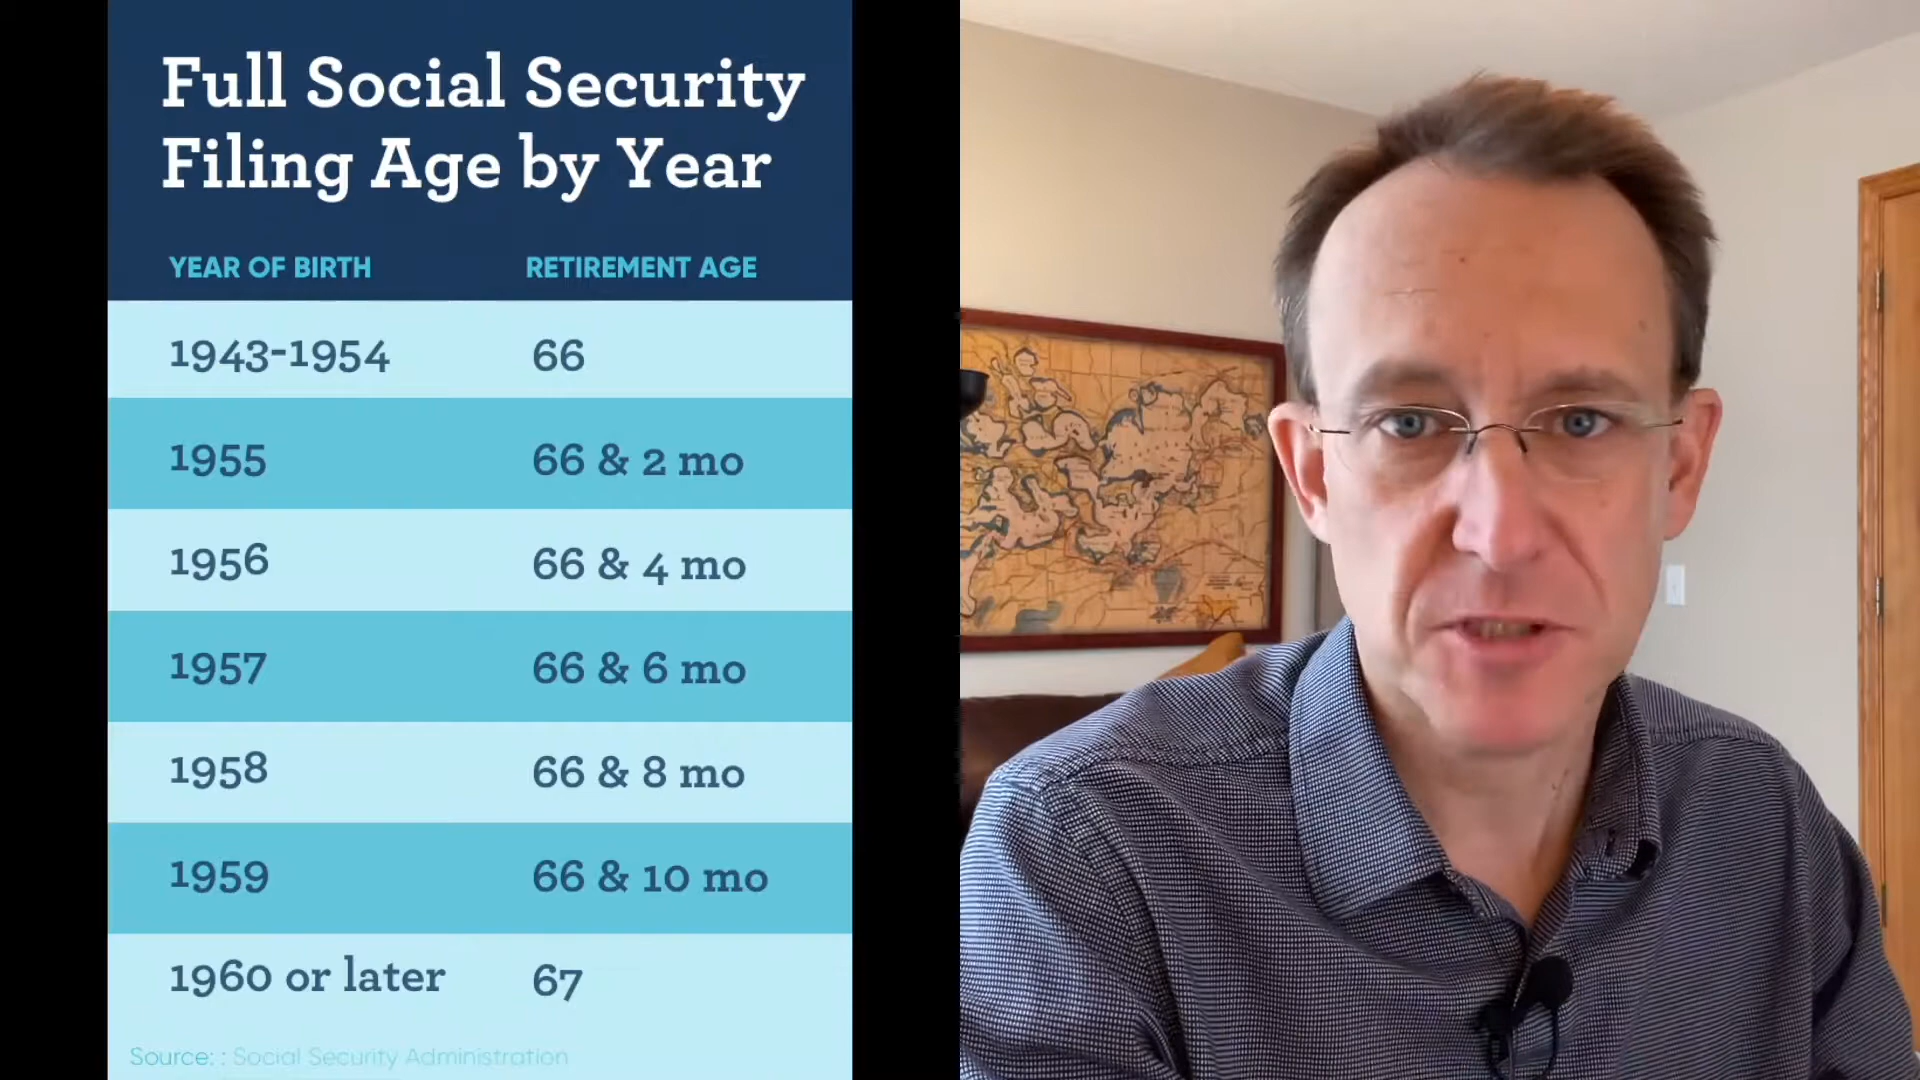 Full Social Security
Filing Age by Year
YEAR OF BIRTH RETIREMENT AGE
1943-1954 66
1955 66 & 2 mo
1956 66 & 4 mo
1957 66 & 6 mo
1958 66 & 8 mo
1959 66 & 10 mo
1960 or later 67
Source: : Social Security Administration